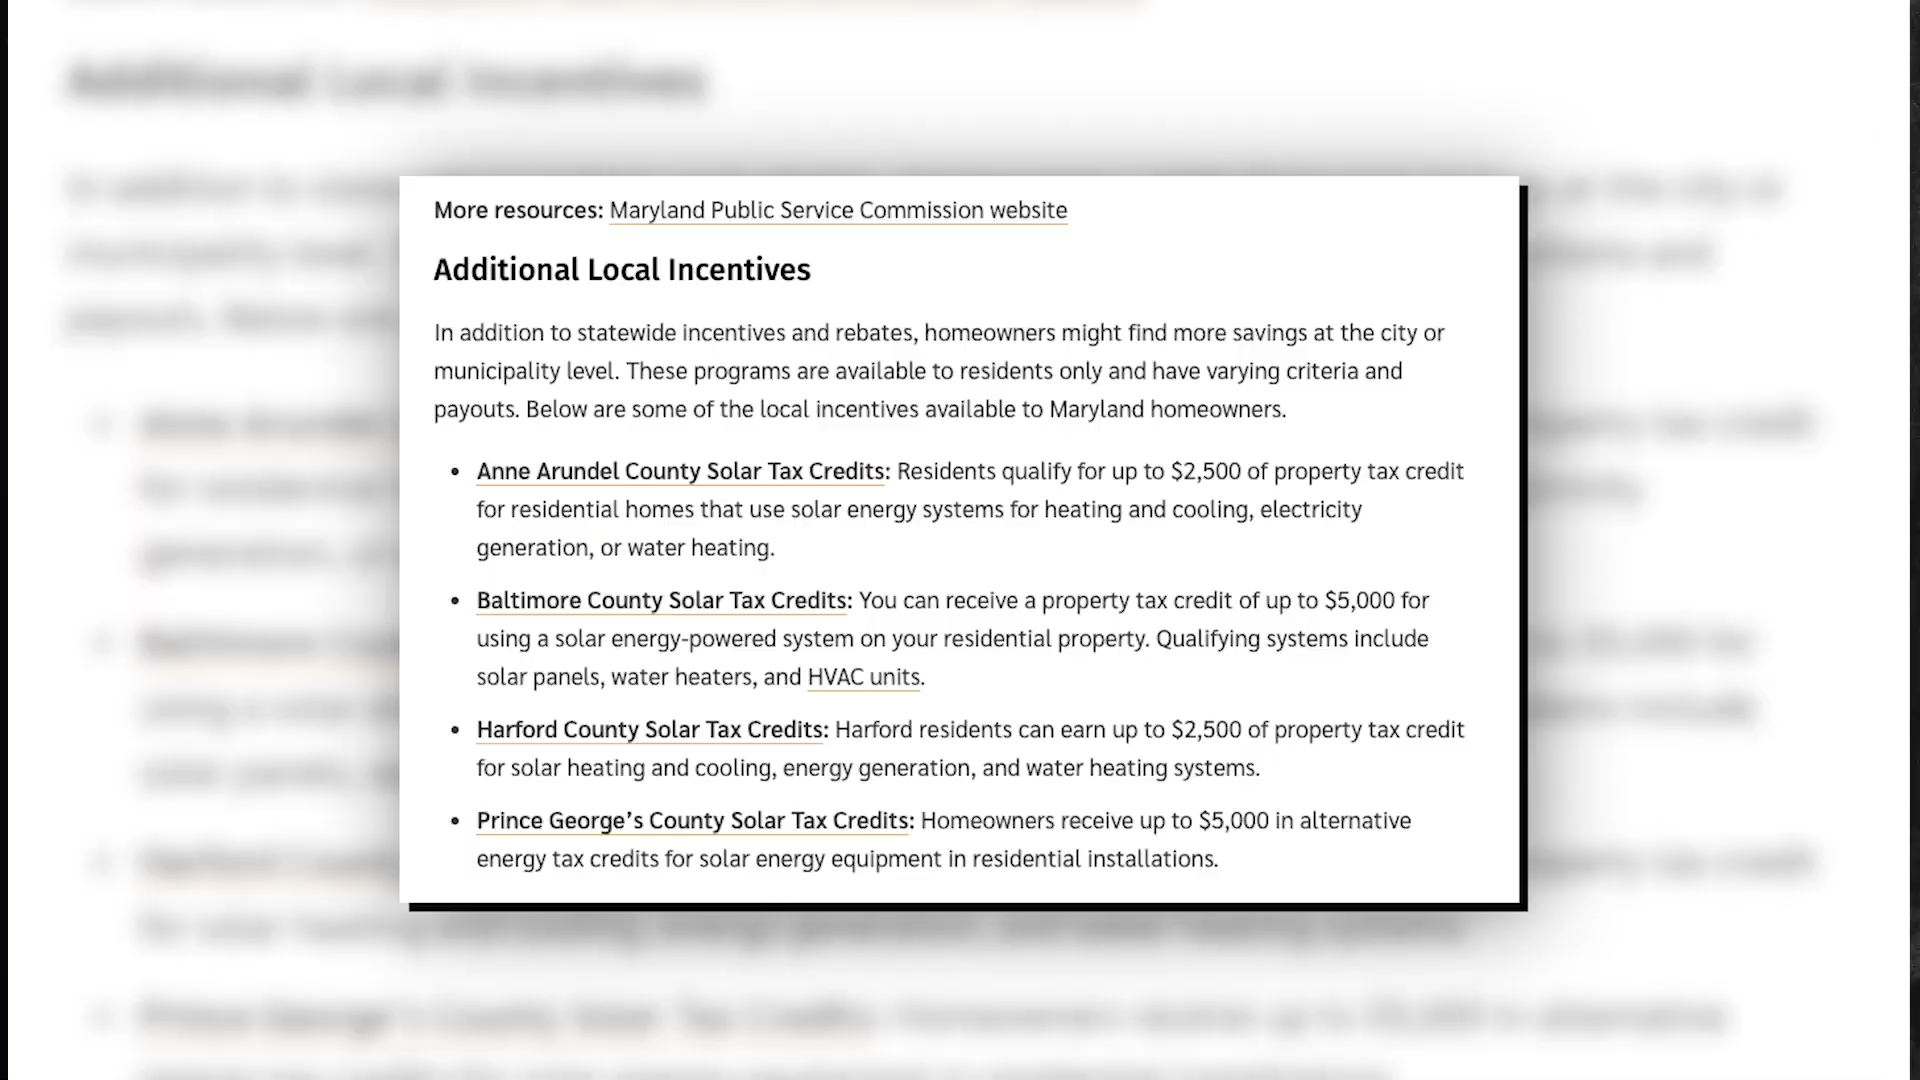 More resources: Maryland Public Service Commission website
Additional Local Incentives
In addition to statewide incentives and rebates, homeowners might find more savings at the city or
municipality level. These programs are available to residents only and have varying criteria and
payouts. Below are some of the local incentives available to Maryland homeowners.
• Anne Arundel County Solar Tax Credits: Residents qualify for up to $2,500 of property tax credit
for residential homes that use solar energy systems for heating and cooling, electricity
generation, or water heating.
• Baltimore County Solar Tax Credits: You can receive a property tax credit of up to $5,000 for
using a solar energy-powered system on your residential property. Qualifying systems include
solar panels, water heaters, and HVAC units.
• Harford County Solar Tax Credits: Harford residents can earn up to $2,500 of property tax credit
for solar heating and cooling, energy generation, and water heating systems.
• Prince George’s County Solar Tax Credits: Homeowners receive up to $5,000 in alternative
energy tax credits for solar energy equipment in residential installations.